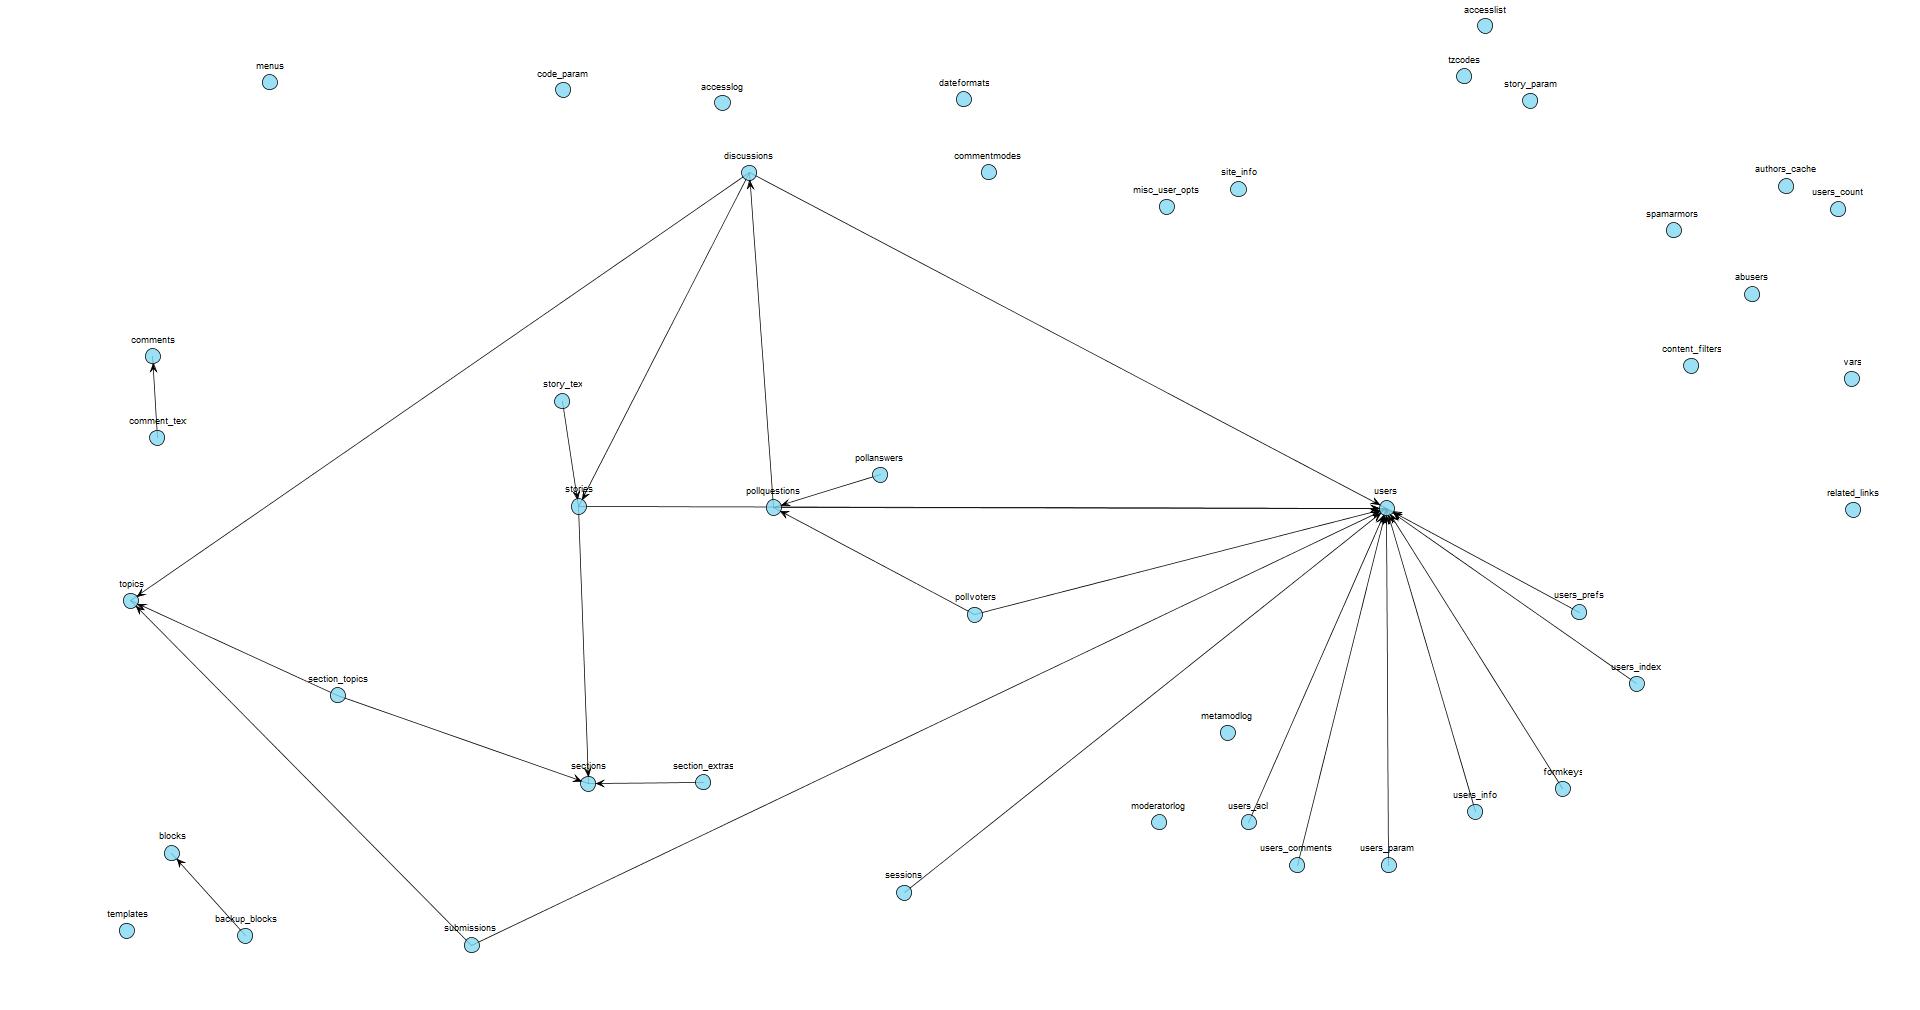 accesslist
tzcodes
menus
code_param
accesslog
dateformats
story_param
discussions
commentmodes
authors_cache
site_info
misc_user_opts
users_count
spamarmors
abusers
comments
content_filters
vars
story_tex
comment_tex
pollanswers
stories
pollquestions
users
related_links
topics
pollvoters
users_prefs
users_index
section_topics
metamodlog
sections
section_extras
formkeys
users_info
moderatorlog
users_acl
blocks
users_comments
users_param
sessions
templates
backup_blocks
submissions